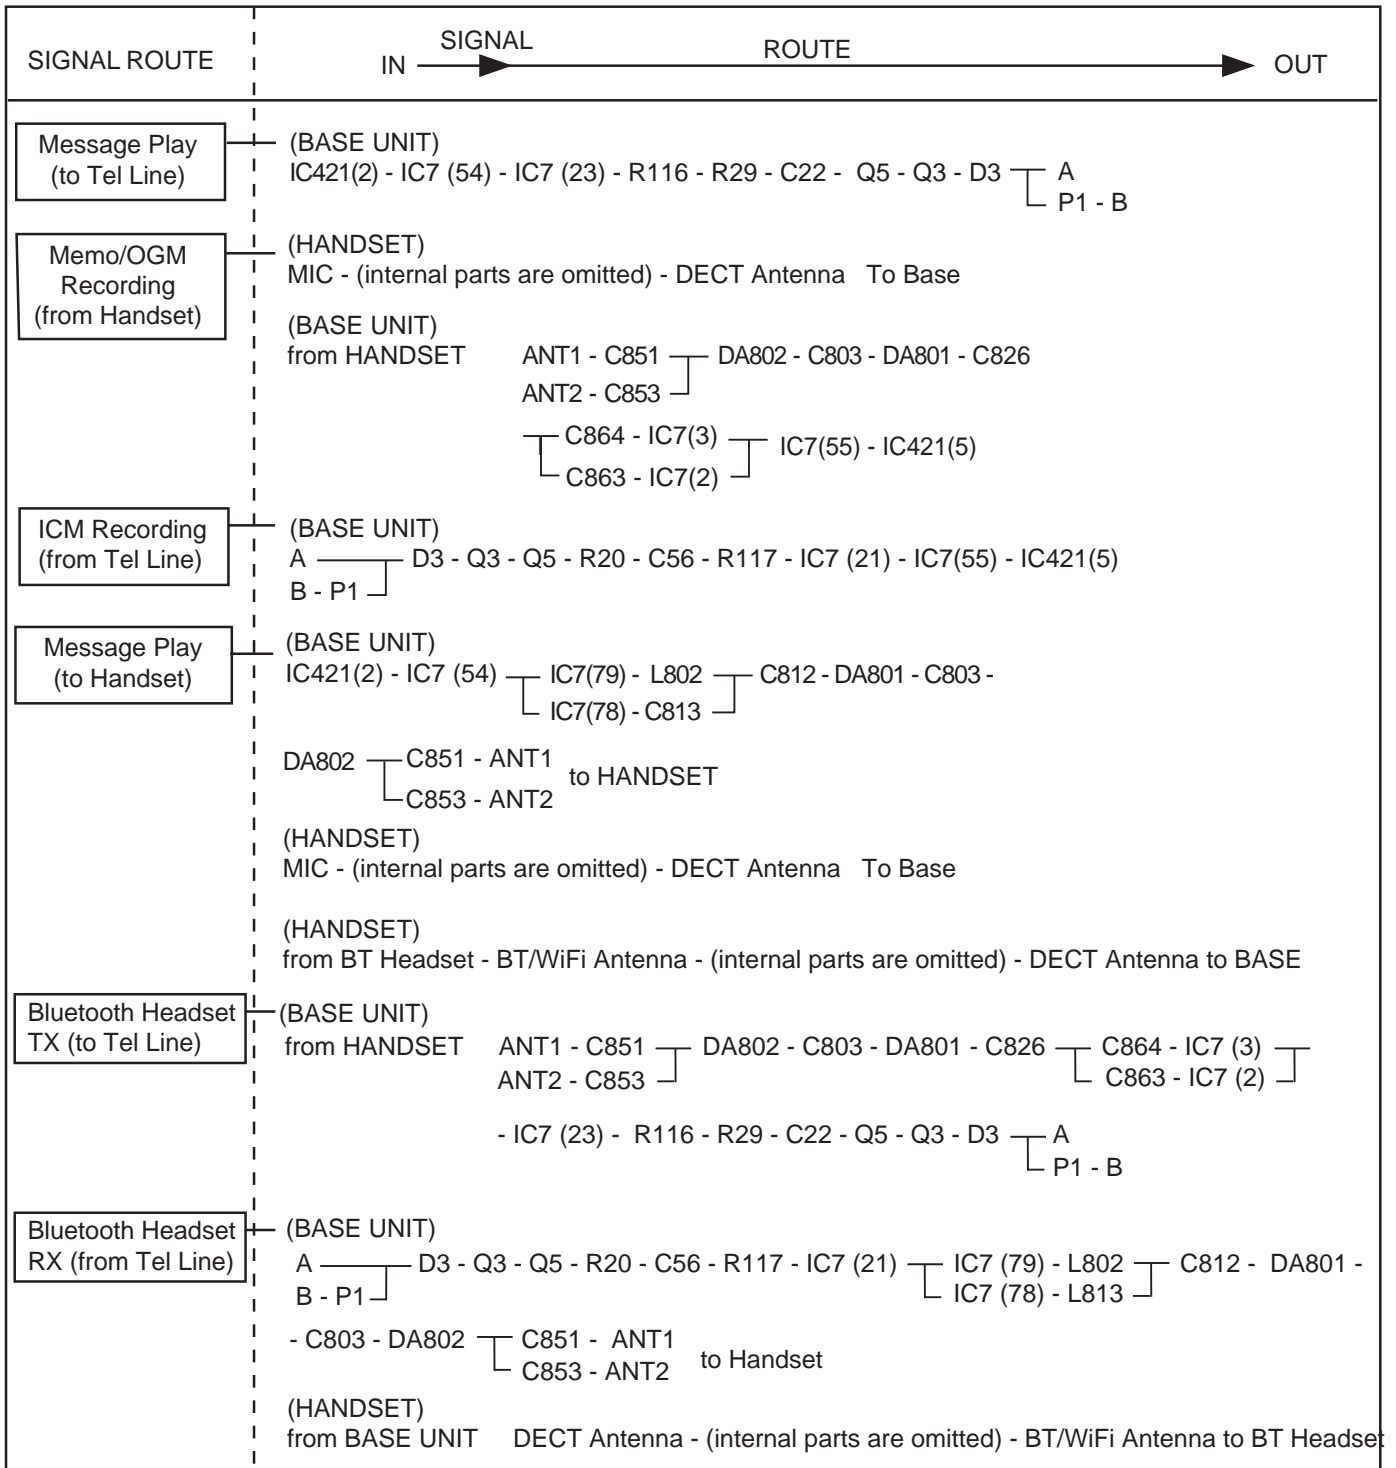 SIGNAL ROUTE
IN SIGNAL ROUTE OUT
Message Play
(to Tel Line)
(BASE UNIT)
IC421(2) - IC7 (54) - IC7 (23) - R116 - R29 - C22 - Q5 - Q3 - D3 A
P1 - B
Memo/OGM
Recording
(from Handset)
(HANDSET)
MIC - (internal parts are omitted) - DECT Antenna To Base
(BASE UNIT)
from HANDSET ANT1 - C851 DA802 - C803 - DA801 - C826
ANT2 - C853
C864 - IC7(3) IC7(55) - IC421(5)
C863 - IC7(2)
ICM Recording
(from Tel Line)
(BASE UNIT)
A D3 - Q3 - Q5 - R20 - C56 - R117 - IC7 (21) - IC7(55) - IC421(5)
B - P1
Message Play
(to Handset)
(BASE UNIT)
IC421(2) - IC7 (54) IC7(79) - L802 C812 - DA801 - C803 -
IC7(78) - C813
DA802 C851 - ANT1 to HANDSET
C853 - ANT2
(HANDSET)
MIC - (internal parts are omitted) - DECT Antenna To Base
(HANDSET)
from BT Headset - BT/WiFi Antenna - (internal parts are omitted) - DECT Antenna to BASE
Bluetooth Headset
TX (to Tel Line)
(BASE UNIT)
from HANDSET ANT1 - C851 DA802 - C803 - DA801 - C826 C864 - IC7 (3)
ANT2 - C853 C863 - IC7 (2)
- IC7 (23) - R116 - R29 - C22 - Q5 - Q3 - D3 A
P1 - B
Bluetooth Headset
RX (from Tel Line)
(BASE UNIT)
A D3 - Q3 - Q5 - R20 - C56 - R117 - IC7 (21) IC7 (79) - L802 C812 - DA801 -
B - P1 IC7 (78) - L813
- C803 - DA802 C851 - ANT1 to Handset
C853 - ANT2
(HANDSET)
from BASE UNIT DECT Antenna - (internal parts are omitted) - BT/WiFi Antenna to BT Headset